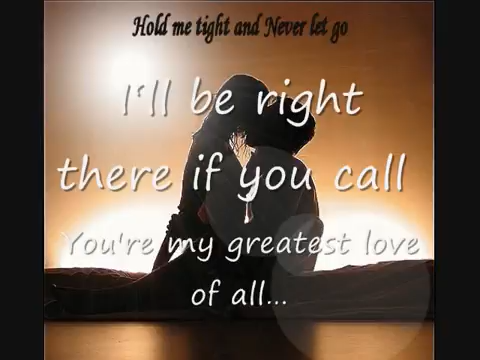 Hold me tight and Never let go
I'll be right
there if you call
You're my greatest love
of all...